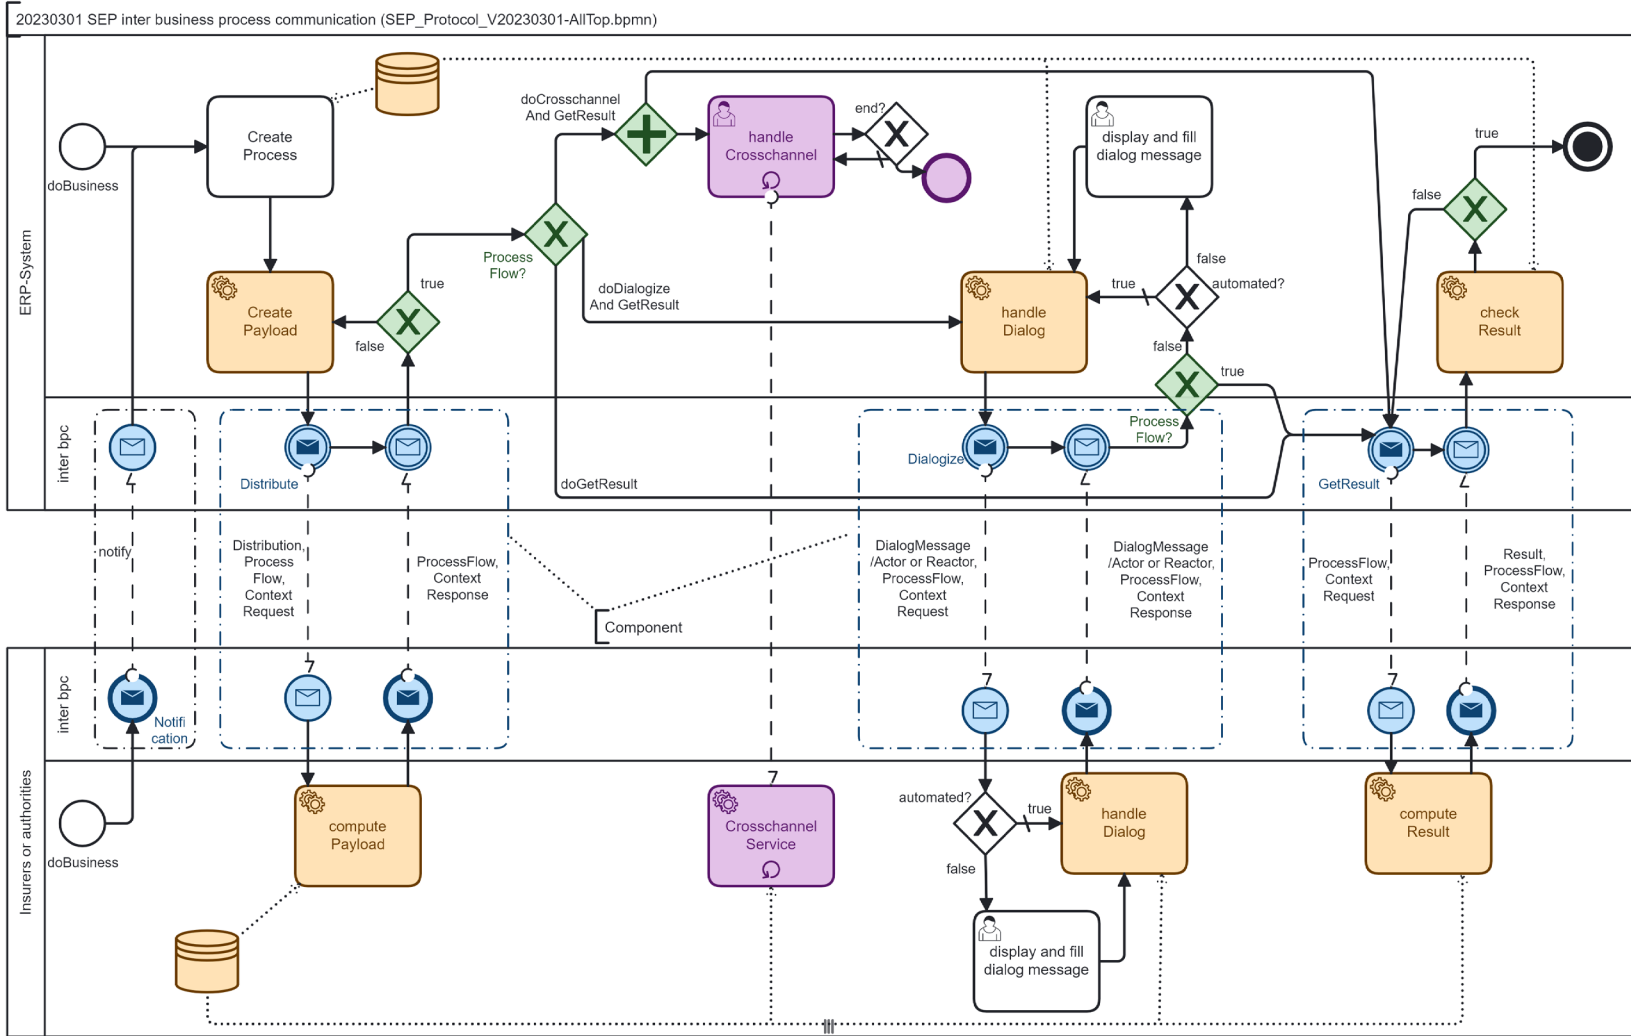 20230301 SEP inter business process communication (SEP_Protocol_V20230301-AllTop.bpmn)
ERP-System
inter bpc
doBusiness
Create
Process
Create
Payload
true
false
Process
Flow?
doCrosschannel
And GetResult
handle
Crosschannel
end?
doDialogize
And GetResult
doGetResult
display and fill
dialog message
handle
Dialog
true
false
automated?
false
true
Process
Flow?
true
false
check
Result
Distribute
Dialogize
GetResult
notify
Distribution,
Process
Flow,
Context
Request
ProcessFlow,
Context
Response
Component
DialogMessage
/Actor or Reactor,
ProcessFlow,
Context
Request
DialogMessage
/Actor or Reactor,
ProcessFlow,
Context
Response
ProcessFlow,
Context
Request
Result,
ProcessFlow,
Context
Response
Insurers or authorities
inter bpc
Notifi
cation
doBusiness
compute
Payload
Crosschannel
Service
automated?
true
false
handle
Dialog
display and fill
dialog message
compute
Result